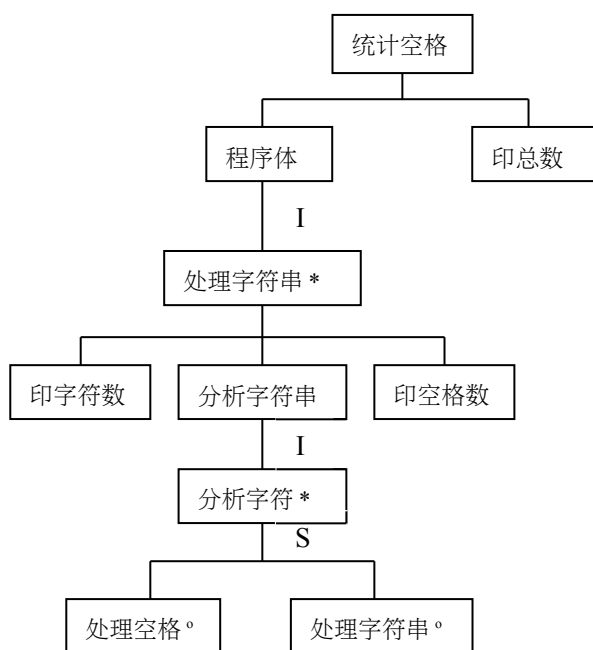 统计空格
程序体
印总数
I
处理字符串 *
印字符数
分析字符串
印空格数
I
分析字符 *
S
处理空格 º
处理字符串 º